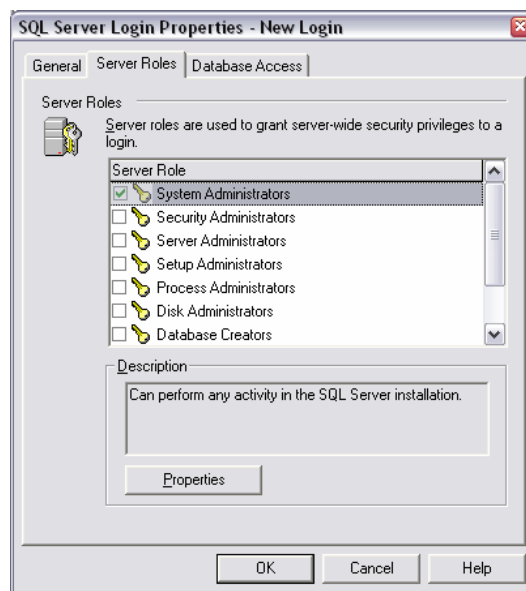 SQL Server Login Properties - New Login
General Server Roles Database Access
Server Roles
Server roles are used to grant server-wide security privileges to a
login.
Server Role
System Administrators
Security Administrators
Server Administrators
Setup Administrators
Process Administrators
Disk Administrators
Database Creators
Description
Can perform any activity in the SQL Server installation.
Properties
OK Cancel Help